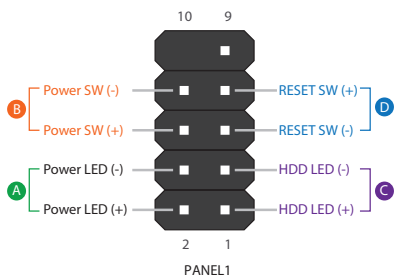 10 9
Power SW (-) RESET SW (+)
B D
Power SW (+) RESET SW (-)
Power LED (-) HDD LED (-)
A C
Power LED (+) HDD LED (+)
2 1
PANEL1